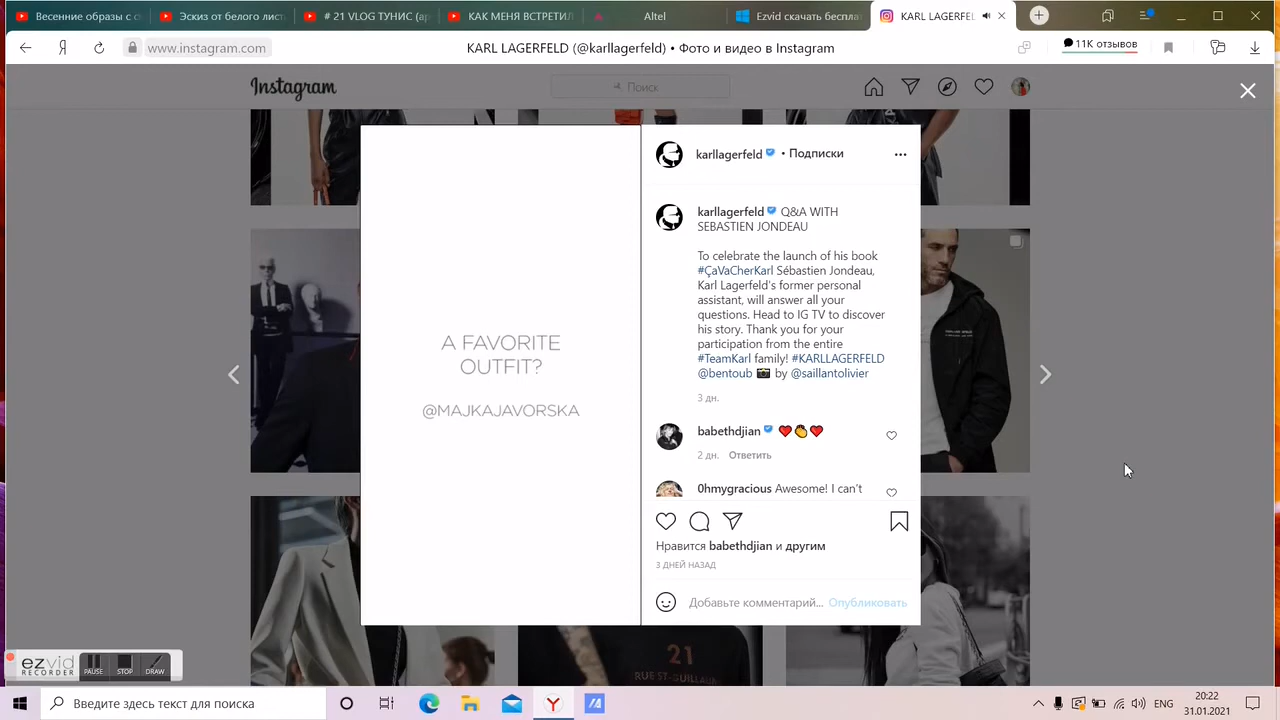 Весенние образы с
Эскиз от белого лист
# 21 VLOG ТУНИС (ар
КАК МЕНЯ ВСТРЕТИЛ
Altel
Ezvid скачать беспла
KARL LAGERFEL
www.instagram.com
KARL LAGERFELD (@karllagerfeld) • Фото и видео в Instagram
11К отзывов
Instagram
Поиск
karllagerfeld • Подписки
karllagerfeld Q&A WITH
SEBASTIEN JONDEAU
To celebrate the launch of his book
#ÇaVaCherKarl Sébastien Jondeau,
Karl Lagerfeld's former personal
assistant, will answer all your
questions. Head to IG TV to discover
his story. Thank you for your
participation from the entire
#TeamKarl family! #KARLLAGERFELD
@bentoub 📸 by @saillantolivier
3 дн.
A FAVORITE
OUTFIT?
@MAJKAJAVORSKA
babethdjian ❤️👏❤️
2 дн. Ответить
0hmygracious Awesome! I can't
Нравится babethdjian и другим
3 ДНЕЙ НАЗАД
Добавьте комментарий... Опубликовать
21
RUE ST-GUILLAUM
ezvid
RECORDER
PAUSE
STOP
DRAW
Введите здесь текст для поиска
ENG
20:22
31.01.2021